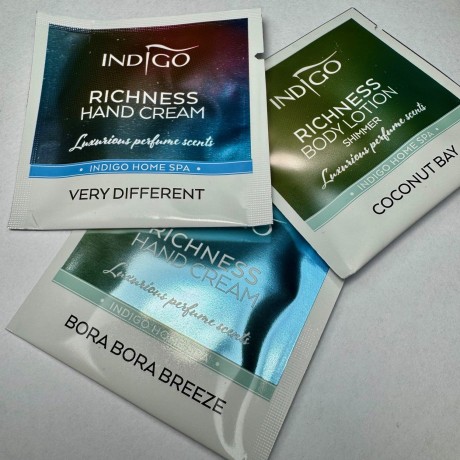 INDIGO
RICHNESS
HAND CREAM
Luxurious perfume scents
• INDIGO HOME SPA •
VERY DIFFERENT
INDIGO
RICHNESS
BODY LOTION
SHIMMER
Luxurious perfume scents
• INDIGO HOME SPA •
COCONUT BAY
RICHNESS
HAND CREAM
Luxurious perfume scents
• INDIGO HOME SPA •
BORA BORA BREEZE